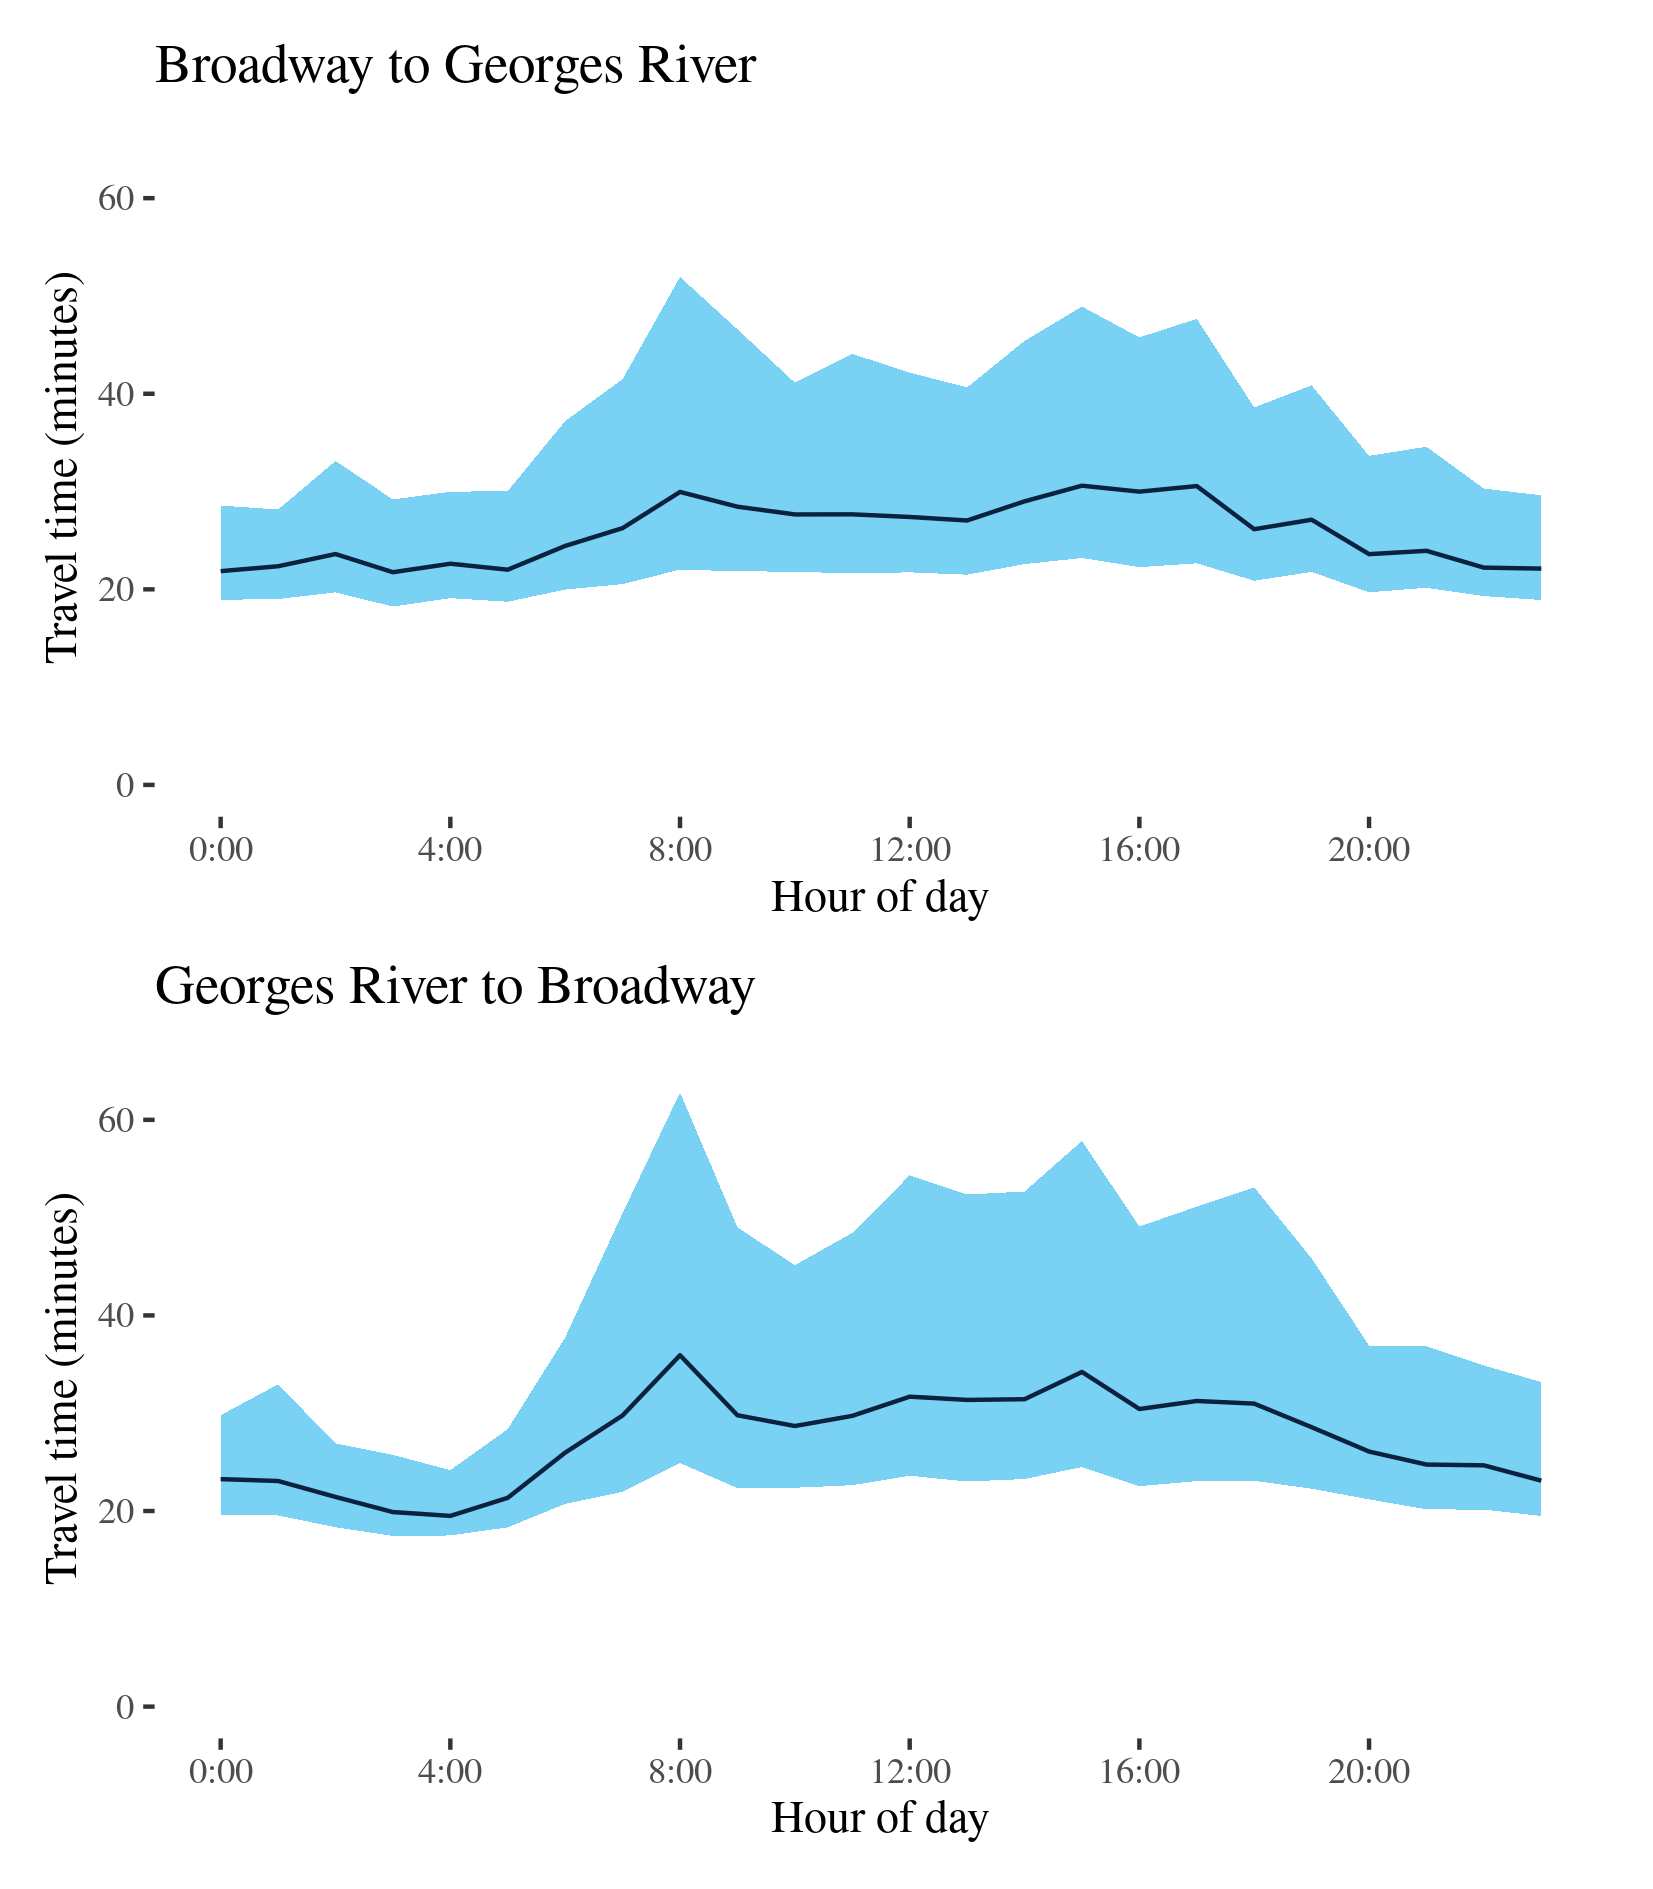 Broadway to Georges River
60
40
20
0
Travel time (minutes)
0:00 4:00 8:00 12:00 16:00 20:00
Hour of day
Georges River to Broadway
60
40
20
0
Travel time (minutes)
0:00 4:00 8:00 12:00 16:00 20:00
Hour of day